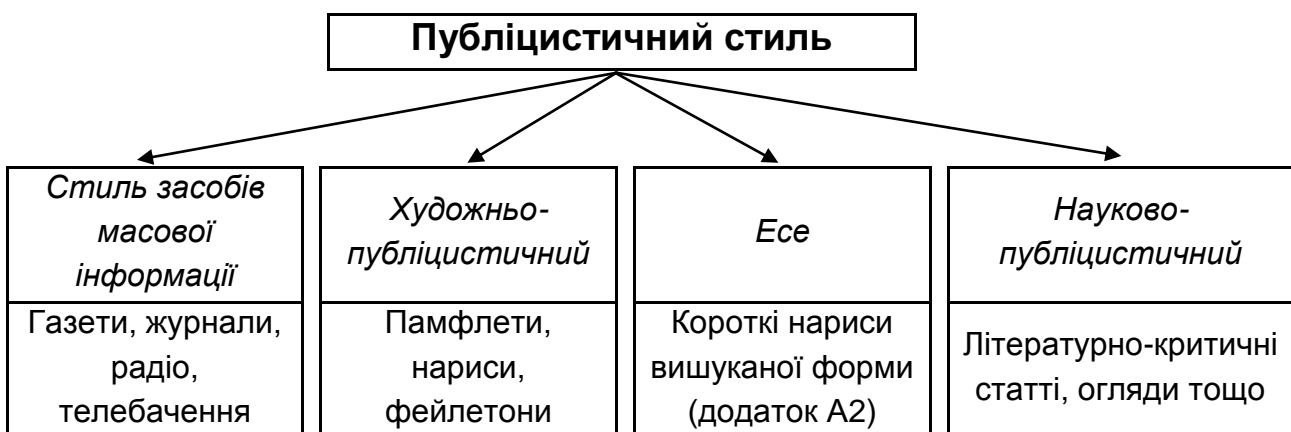 Публіцистичний стиль
Стиль засобів
масової
інформації
Газети, журнали,
радіо,
телебачення
Художньо-
публіцистичний
Памфлети,
нариси,
фейлетони
Есе
Короткі нариси
вишуканої форми
(додаток А2)
Науково-
публіцистичний
Літературно-критичні
статті, огляди тощо